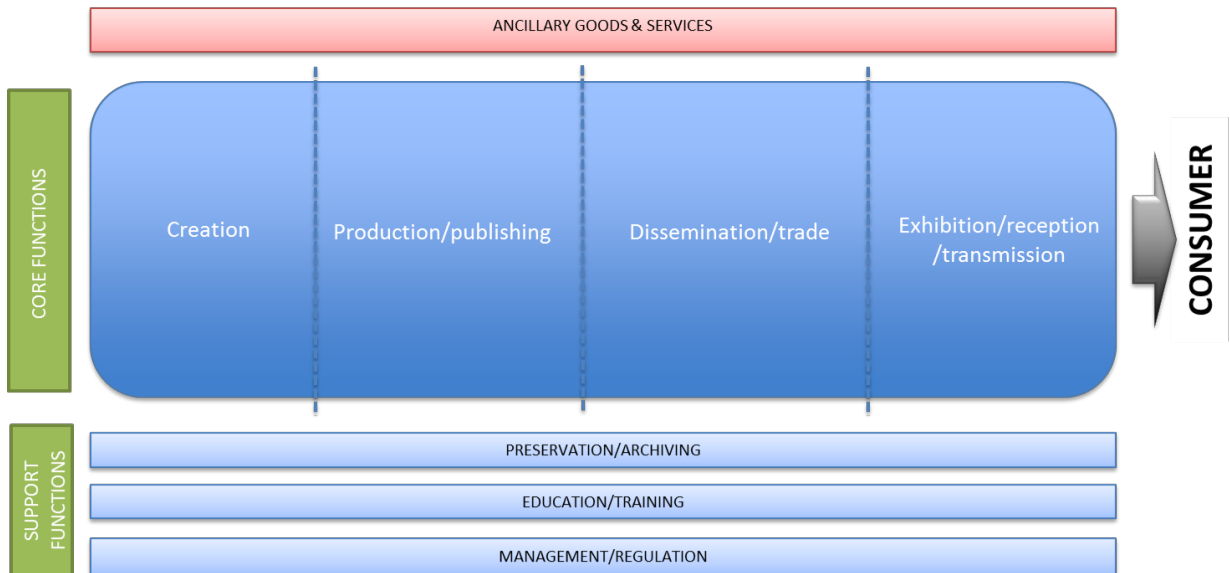 ANCILLARY GOODS & SERVICES
CORE FUNCTIONS
Creation
Production/publishing
Dissemination/trade
Exhibition/reception
/transmission
CONSUMER
SUPPORT
FUNCTIONS
PRESERVATION/ARCHIVING
EDUCATION/TRAINING
MANAGEMENT/REGULATION